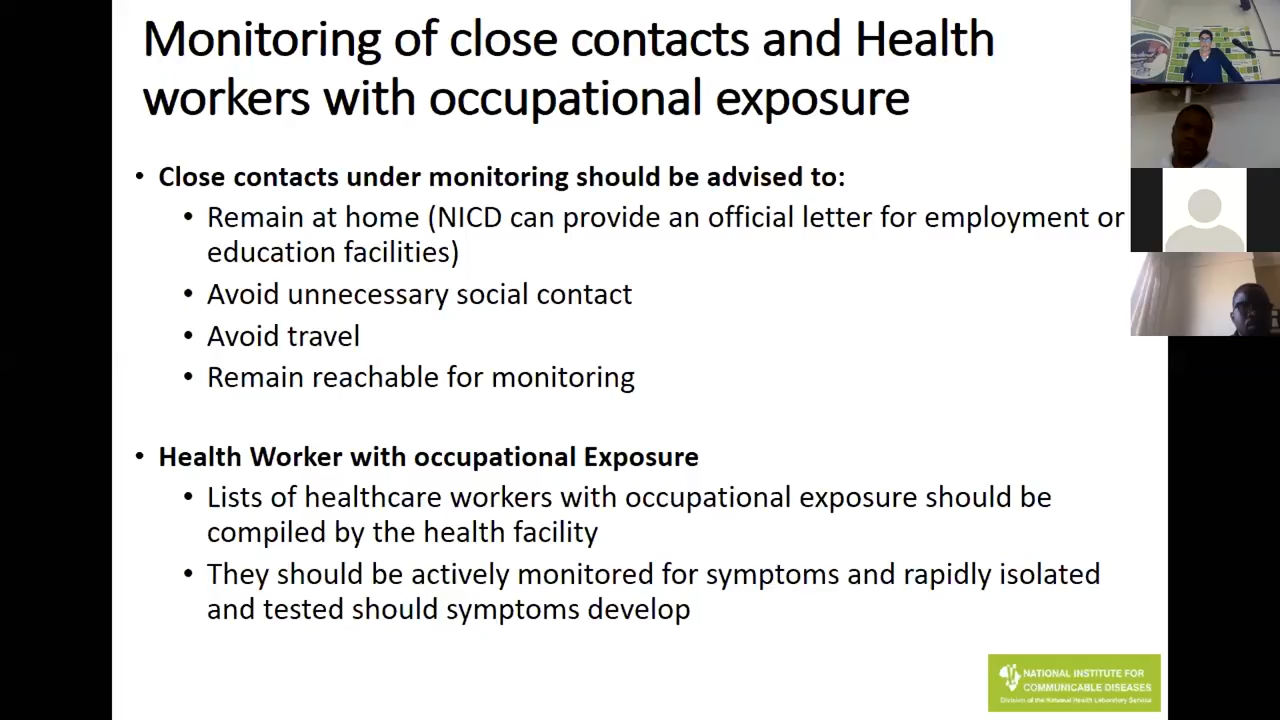 Monitoring of close contacts and Health
workers with occupational exposure
• Close contacts under monitoring should be advised to:
• Remain at home (NICD can provide an official letter for employment or
education facilities)
• Avoid unnecessary social contact
• Avoid travel
• Remain reachable for monitoring
• Health Worker with occupational Exposure
• Lists of healthcare workers with occupational exposure should be
compiled by the health facility
• They should be actively monitored for symptoms and rapidly isolated
and tested should symptoms develop
NATIONAL INSTITUTE FOR
COMMUNICABLE DISEASES
Division of the National Health Laboratory Service